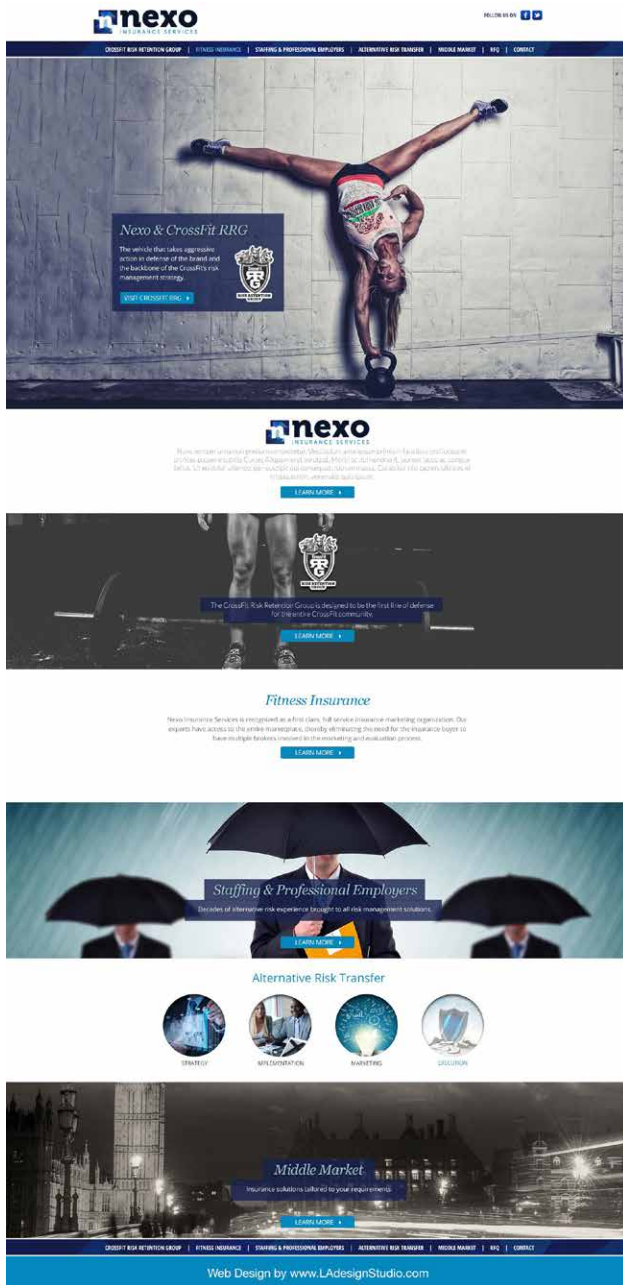 nexo
INSURANCE SERVICES
FOLLOW US ON
CROSSFIT RISK RETENTION GROUP | FITNESS INSURANCE | STAFFING & PROFESSIONAL EMPLOYERS | ALTERNATIVE RISK TRANSFER | MIDDLE MARKET | RFQ | CONTACT
Nexo & CrossFit RRG
The vehicle that takes aggressive
action in defense of the brand and
the backbone of the CrossFit's risk
management strategy.
VISIT CROSSFIT RRG
RRG
RISK RETENTION
GROUP
nexo
INSURANCE SERVICES
LEARN MORE
RRG
RISK RETENTION
GROUP
The CrossFit Risk Retention Group is designed to be the first line of defense
for the entire CrossFit community.
LEARN MORE
Fitness Insurance
Nexo Insurance Services is recognized as a first class, full service insurance marketing organization. Our
experts have access to the entire marketplace, thereby eliminating the need for the insurance buyer to
have multiple brokers involved in the marketing and evaluation process.
LEARN MORE
Staffing & Professional Employers
Decades of alternative risk experience brought to all risk management solutions.
LEARN MORE
Alternative Risk Transfer
STRATEGY IMPLEMENTATION MARKETING EXECUTION
Middle Market
Insurance solutions tailored to your requirements.
LEARN MORE
CROSSFIT RISK RETENTION GROUP | FITNESS INSURANCE | STAFFING & PROFESSIONAL EMPLOYERS | ALTERNATIVE RISK TRANSFER | MIDDLE MARKET | RFQ | CONTACT
Web Design by www.LAdesignStudio.com